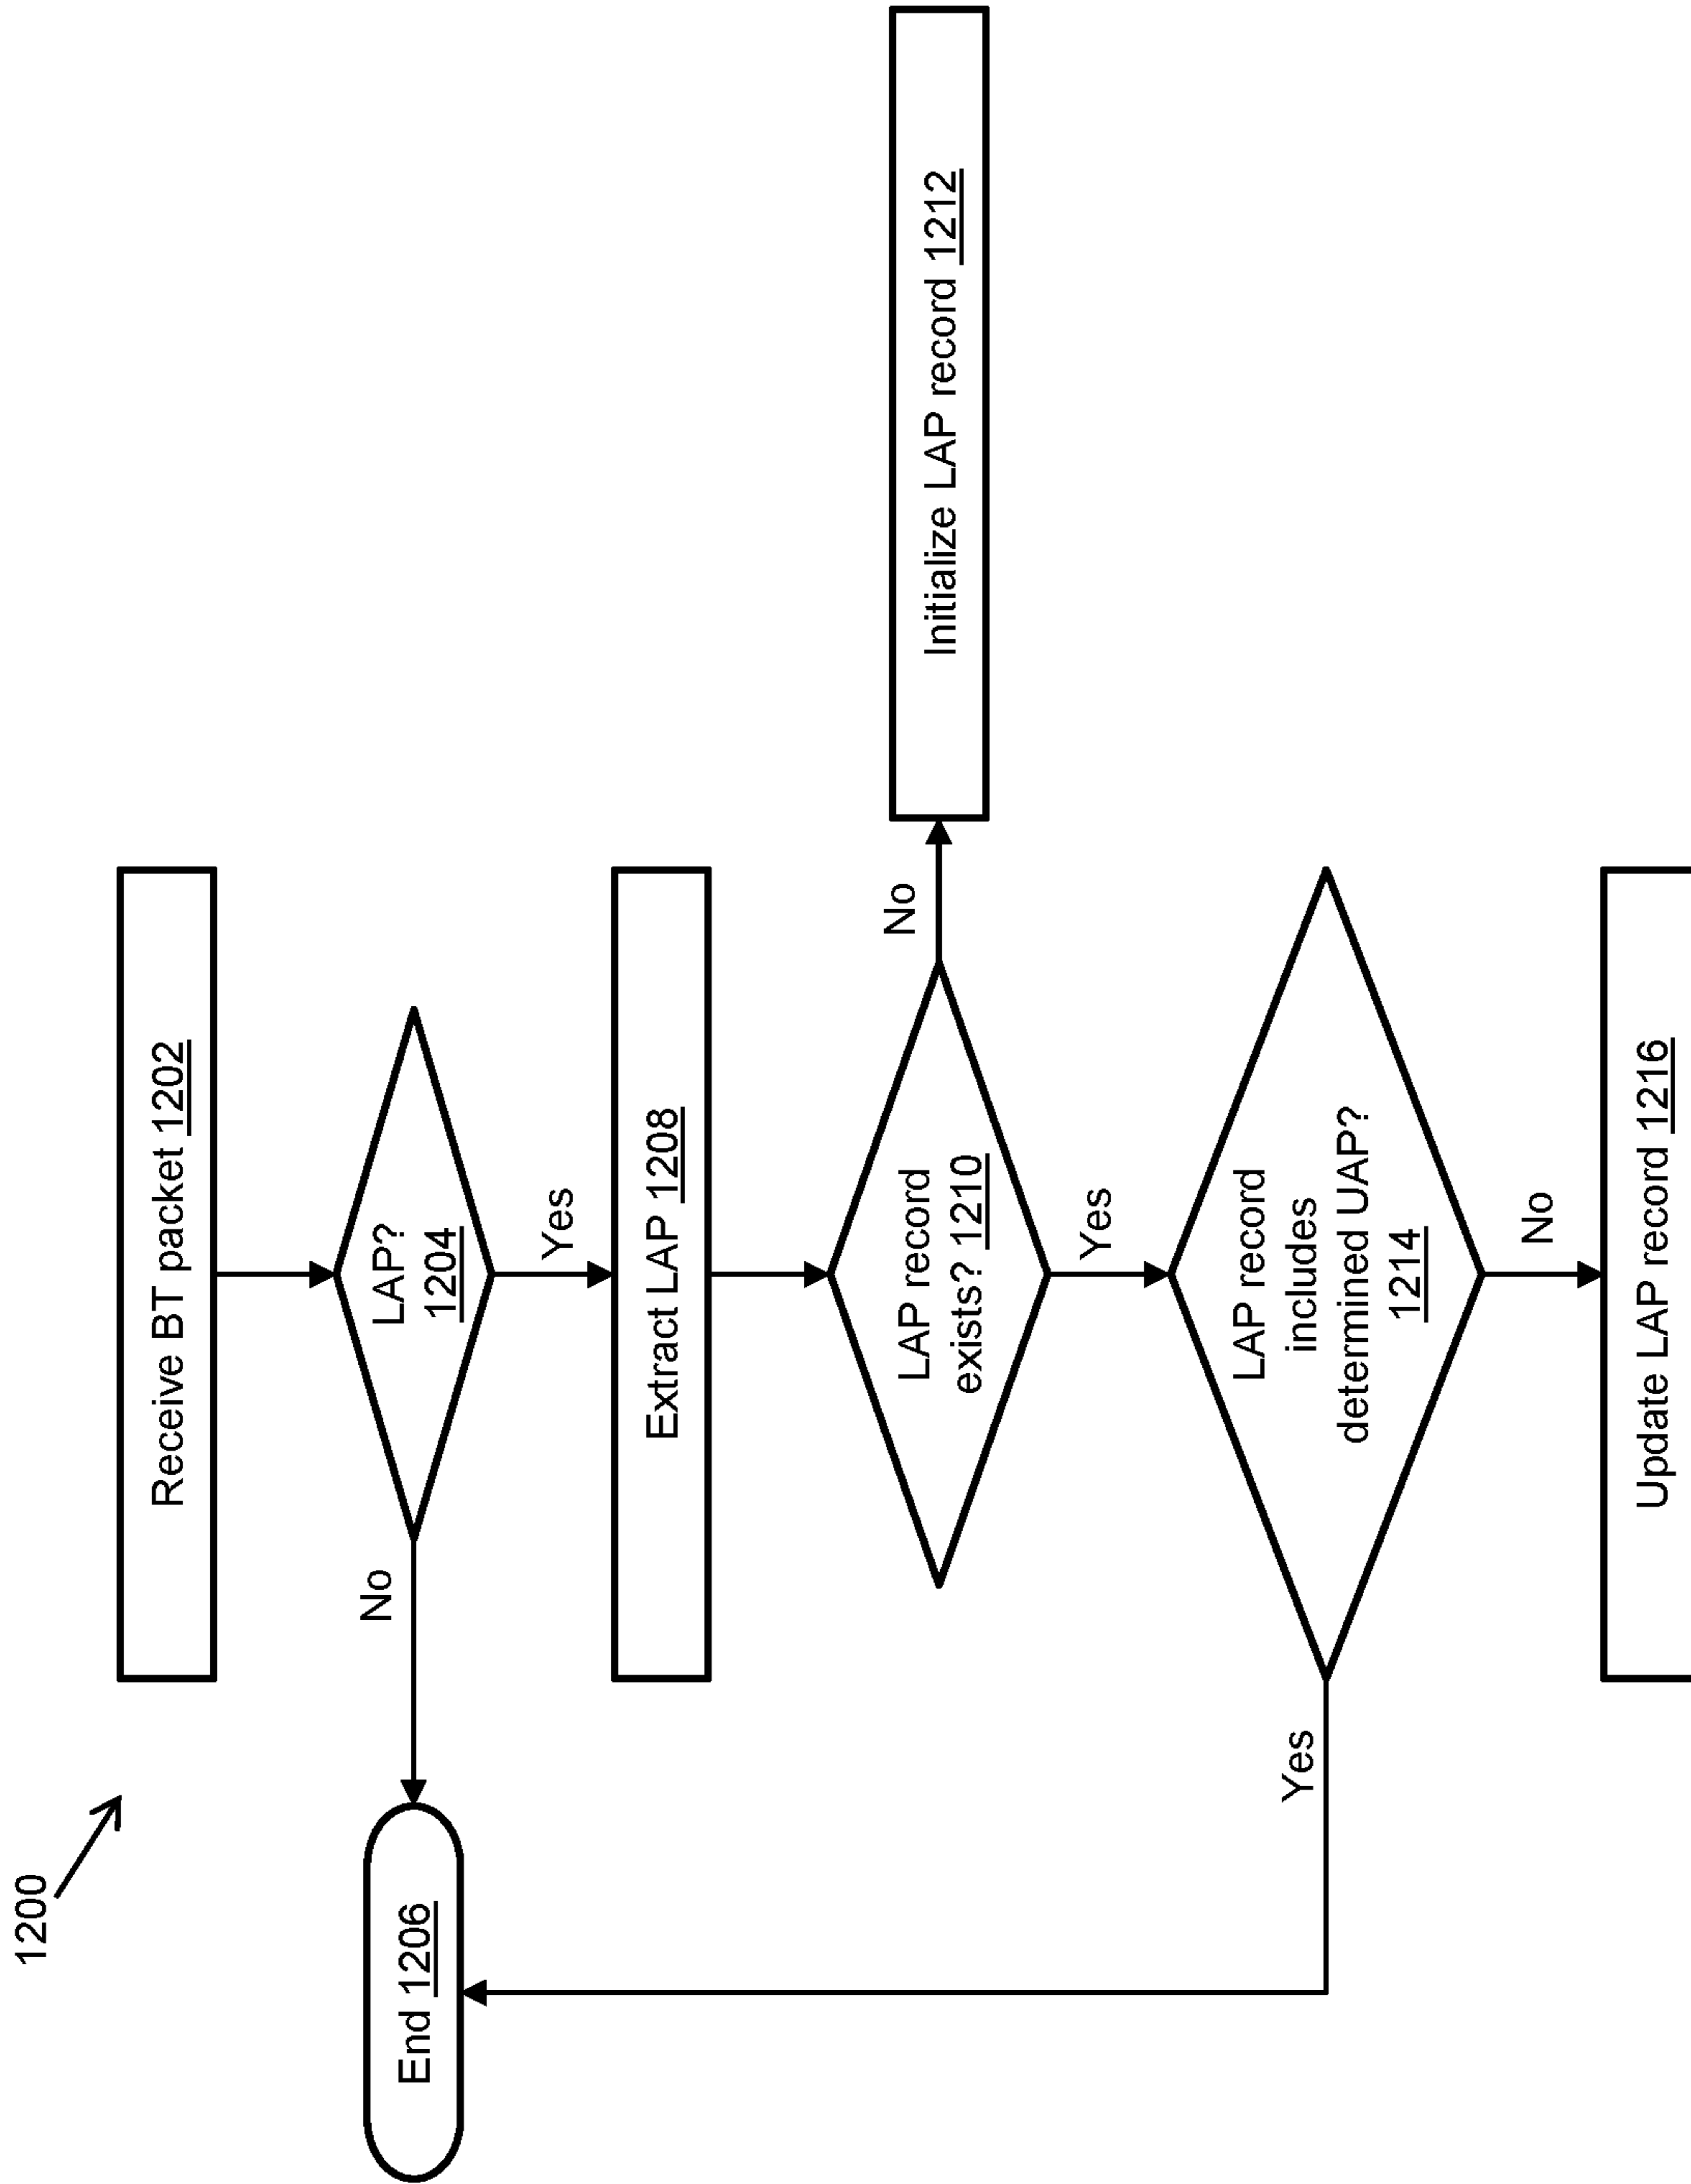 1200
Receive BT packet 1202
LAP?
1204
No
End 1206
Yes
Extract LAP 1208
LAP record
exists? 1210
No
Initialize LAP record 1212
Yes
LAP record
includes
determined UAP?
1214
Yes
No
Update LAP record 1216